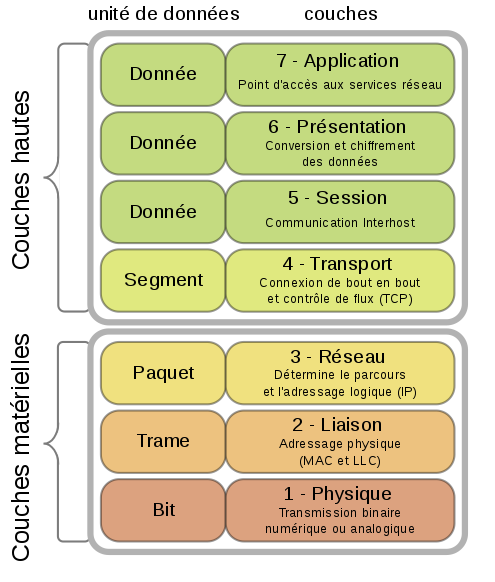 unité de données
couches
Couches hautes
Donnée
7 - Application
Point d'accès aux services réseau
Donnée
6 - Présentation
Conversion et chiffrement
des données
Donnée
5 - Session
Communication Interhost
Segment
4 - Transport
Connexion de bout en bout
et contrôle de flux (TCP)
Couches matérielles
Paquet
3 - Réseau
Détermine le parcours
et l'adressage logique (IP)
Trame
2 - Liaison
Adressage physique
(MAC et LLC)
Bit
1 - Physique
Transmission binaire
numérique ou analogique